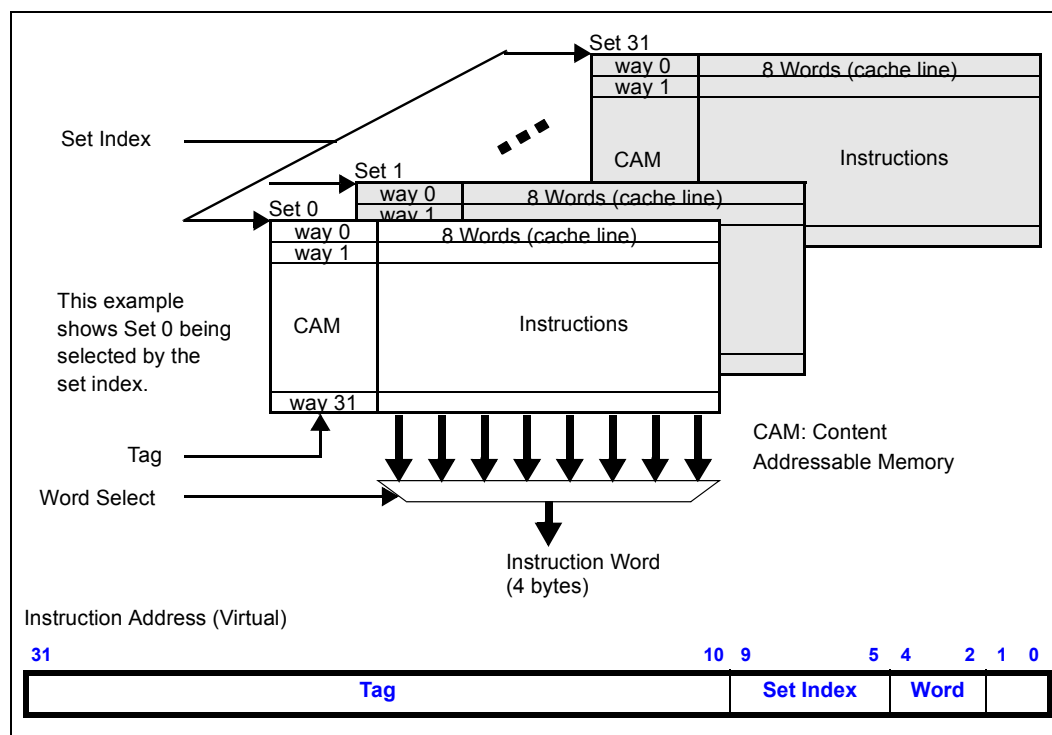 Set 31
way 0
8 Words (cache line)
way 1
Set Index
CAM
Instructions
Set 1
way 0
8 Words (cache line)
way 1
Set 0
way 0
8 Words (cache line)
way 1
This example
shows Set 0 being
selected by the
set index.
CAM
Instructions
way 31
Tag
CAM: Content
Addressable Memory
Word Select
Instruction Word
(4 bytes)
Instruction Address (Virtual)
31 10 9 5 4 2 1 0
Tag Set Index Word